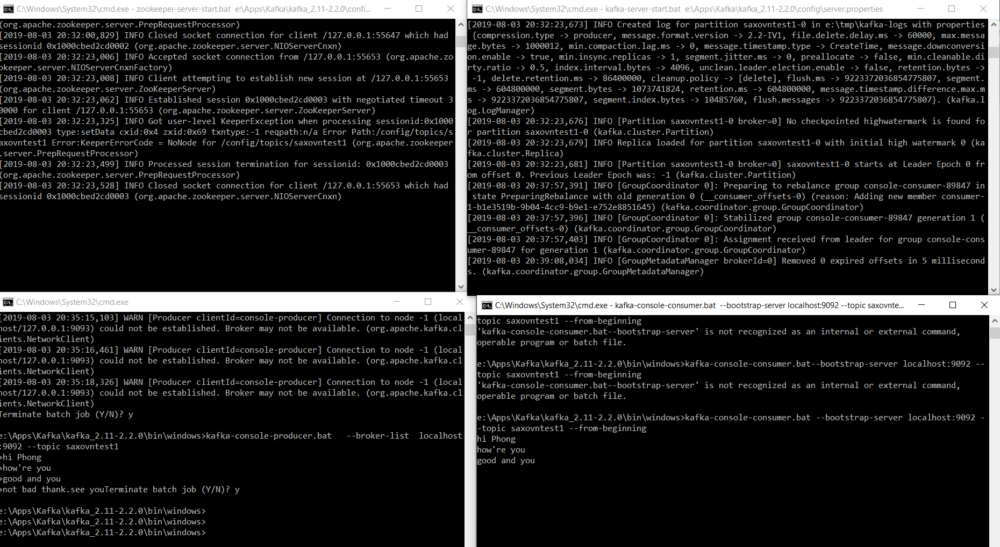 C:\Windows\System32\cmd.exe - zookeeper-server-start.bat  e:\Apps\Kafka\kafka_2.11-2.2.0\confi...
(org.apache.zookeeper.server.PrepRequestProcessor)
[2019-08-03 20:32:00,829] INFO Closed socket connection for client /127.0.0.1:55647 which had
sessionid 0x1000cbed2cd0002 (org.apache.zookeeper.server.NIOServerCnxn)
[2019-08-03 20:32:23,006] INFO Accepted socket connection from /127.0.0.1:55653 (org.apache.zo
okeeper.server.NIOServerCnxnFactory)
[2019-08-03 20:32:23,008] INFO Client attempting to establish new session at /127.0.0.1:55653
(org.apache.zookeeper.server.ZooKeeperServer)
[2019-08-03 20:32:23,062] INFO Established session 0x1000cbed2cd0003 with negotiated timeout 3
0000 for client /127.0.0.1:55653 (org.apache.zookeeper.server.ZooKeeperServer)
[2019-08-03 20:32:23,325] INFO Got user-level KeeperException when processing sessionid:0x1000
cbed2cd0003 type:setData cxid:0x4 zxid:0x69 txntype:-1 reqpath:n/a Error Path:/config/topics/s
axovntest1 Error:KeeperErrorCode = NoNode for /config/topics/saxovntest1 (org.apache.zookeeper
.server.PrepRequestProcessor)
[2019-08-03 20:32:23,499] INFO Processed session termination for sessionid: 0x1000cbed2cd0003
(org.apache.zookeeper.server.PrepRequestProcessor)
[2019-08-03 20:32:23,528] INFO Closed socket connection for client /127.0.0.1:55653 which had
sessionid 0x1000cbed2cd0003 (org.apache.zookeeper.server.NIOServerCnxn)
C:\Windows\System32\cmd.exe - kafka-server-start.bat  e:\Apps\Kafka\kafka_2.11-2.2.0\config\server.properties
[2019-08-03 20:32:23,673] INFO Created log for partition saxovntest1-0 in e:\tmp\kafka-logs with properties
{compression.type -> producer, message.format.version -> 2.2-IV1, file.delete.delay.ms -> 60000, max.messa
ge.bytes -> 1000012, min.compaction.lag.ms -> 0, message.timestamp.type -> CreateTime, message.downconversi
on.enable -> true, min.insync.replicas -> 1, segment.jitter.ms -> 0, preallocate -> false, min.cleanable.di
rty.ratio -> 0.5, index.interval.bytes -> 4096, unclean.leader.election.enable -> false, retention.bytes ->
-1, delete.retention.ms -> 86400000, cleanup.policy -> [delete], flush.ms -> 9223372036854775807, segment.
ms -> 604800000, segment.bytes -> 1073741824, retention.ms -> 604800000, message.timestamp.difference.max.m
s -> 9223372036854775807, segment.index.bytes -> 10485760, flush.messages -> 9223372036854775807}. (kafka.l
og.LogManager)
[2019-08-03 20:32:23,676] INFO [Partition saxovntest1-0 broker=0] No checkpointed highwatermark is found fo
r partition saxovntest1-0 (kafka.cluster.Partition)
[2019-08-03 20:32:23,679] INFO Replica loaded for partition saxovntest1-0 with initial high watermark 0 (ka
fka.cluster.Replica)
[2019-08-03 20:32:23,681] INFO [Partition saxovntest1-0 broker=0] saxovntest1-0 starts at Leader Epoch 0 fr
om offset 0. Previous Leader Epoch was: -1 (kafka.cluster.Partition)
[2019-08-03 20:37:57,391] INFO [GroupCoordinator 0]: Preparing to rebalance group console-consumer-89847 in
state PreparingRebalance with old generation 0 (__consumer_offsets-0) (reason: Adding new member consumer-
1-b1e3519b-9b04-4cc9-b9e1-e752e8851645) (kafka.coordinator.group.GroupCoordinator)
[2019-08-03 20:37:57,396] INFO [GroupCoordinator 0]: Stabilized group console-consumer-89847 generation 1 (
__consumer_offsets-0) (kafka.coordinator.group.GroupCoordinator)
[2019-08-03 20:37:57,403] INFO [GroupCoordinator 0]: Assignment received from leader for group console-cons
umer-89847 for generation 1 (kafka.coordinator.group.GroupCoordinator)
[2019-08-03 20:39:08,034] INFO [GroupMetadataManager brokerId=0] Removed 0 expired offsets in 5 millisecond
s. (kafka.coordinator.group.GroupMetadataManager)
C:\Windows\System32\cmd.exe
[2019-08-03 20:35:15,103] WARN [Producer clientId=console-producer] Connection to node -1 (local
host/127.0.0.1:9093) could not be established. Broker may not be available. (org.apache.kafka.cl
ients.NetworkClient)
[2019-08-03 20:35:16,461] WARN [Producer clientId=console-producer] Connection to node -1 (local
host/127.0.0.1:9093) could not be established. Broker may not be available. (org.apache.kafka.cl
ients.NetworkClient)
[2019-08-03 20:35:18,326] WARN [Producer clientId=console-producer] Connection to node -1 (local
host/127.0.0.1:9093) could not be established. Broker may not be available. (org.apache.kafka.cl
ients.NetworkClient)
Terminate batch job (Y/N)? y
e:\Apps\Kafka\kafka_2.11-2.2.0\bin\windows>kafka-console-producer.bat   --broker-list  localhost
:9092 --topic saxovntest1
>hi Phong
>how're you
>good and you
>not bad thank.see youTerminate batch job (Y/N)? y
e:\Apps\Kafka\kafka_2.11-2.2.0\bin\windows>
e:\Apps\Kafka\kafka_2.11-2.2.0\bin\windows>
e:\Apps\Kafka\kafka_2.11-2.2.0\bin\windows>
C:\Windows\System32\cmd.exe - kafka-console-consumer.bat  --bootstrap-server localhost:9092 --topic saxovnte...
topic saxovntest1 --from-beginning
'kafka-console-consumer.bat--bootstrap-server' is not recognized as an internal or external command,
operable program or batch file.
e:\Apps\Kafka\kafka_2.11-2.2.0\bin\windows>kafka-console-consumer.bat--bootstrap-server localhost:9092 --
topic saxovntest1 --from-beginning
'kafka-console-consumer.bat--bootstrap-server' is not recognized as an internal or external command,
operable program or batch file.
e:\Apps\Kafka\kafka_2.11-2.2.0\bin\windows>kafka-console-consumer.bat --bootstrap-server localhost:9092 -
-topic saxovntest1 --from-beginning
hi Phong
how're you
good and you